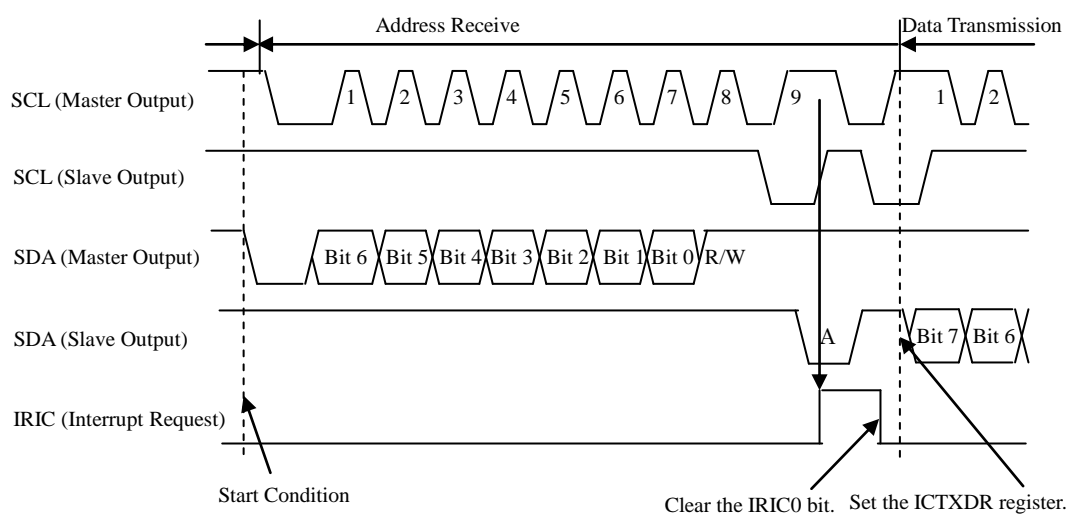 Address Receive
Data Transmission
SCL (Master Output)
1 2 3 4 5 6 7 8 9 1 2
SCL (Slave Output)
SDA (Master Output)
Bit 6 Bit 5 Bit 4 Bit 3 Bit 2 Bit 1 Bit 0 R/W
SDA (Slave Output)
A Bit 7 Bit 6
IRIC (Interrupt Request)
Start Condition
Clear the IRIC0 bit.
Set the ICTXDR register.